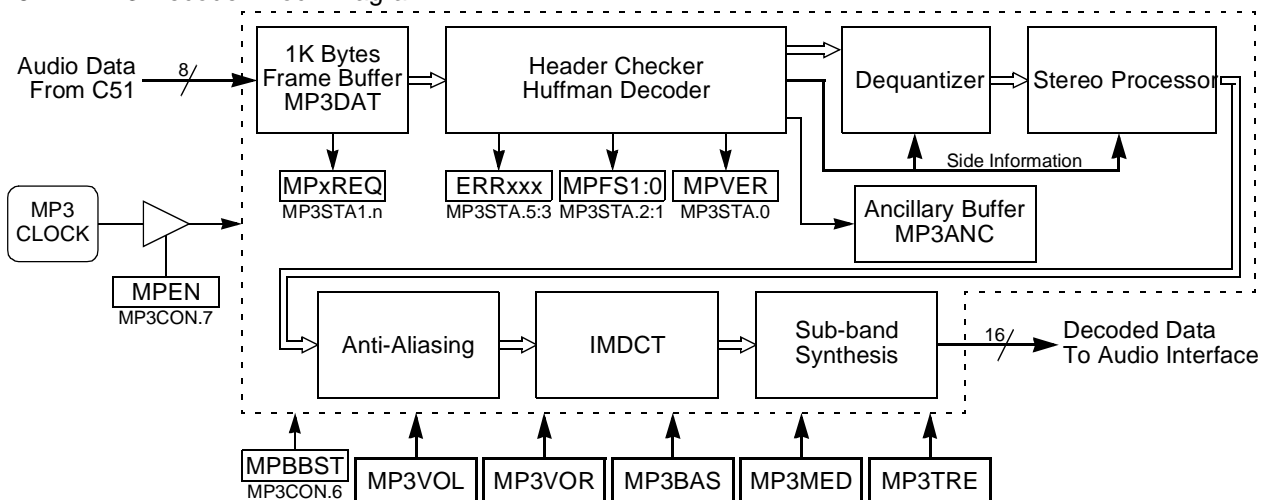 Audio Data
From C51
8
1K Bytes
Frame Buffer
MP3DAT
Header Checker
Huffman Decoder
Dequantizer
Stereo Processor
Side Information
MPxREQ
MP3STA1.n
ERRxxx
MP3STA.5:3
MPFS1:0
MP3STA.2:1
MPVER
MP3STA.0
Ancillary Buffer
MP3ANC
MP3
CLOCK
MPEN
MP3CON.7
Anti-Aliasing
IMDCT
Sub-band
Synthesis
16
Decoded Data
To Audio Interface
MPBBST
MP3CON.6
MP3VOL
MP3VOR
MP3BAS
MP3MED
MP3TRE